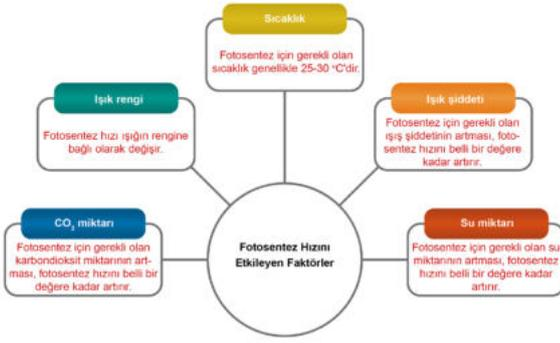 Sıcaklık
Fotosentez için gerekli olan
sıcaklık genellikle 25-30 °C'dir.
Işık rengi
Fotosentez hızı ışığın rengine
bağlı olarak değişir.
Işık şiddeti
Fotosentez için gerekli olan
ışış şiddetinin artması, foto-
sentez hızını belli bir değere
kadar artırır.
CO₂ miktarı
Fotosentez için gerekli olan
karbondioksit miktarının art-
ması, fotosentez hızını belli bir
değere kadar artırır.
Fotosentez Hızını
Etkileyen Faktörler
Su miktarı
Fotosentez için gerekli olan su
miktarının artması, fotosentez
hızını belli bir değere kadar
artırır.